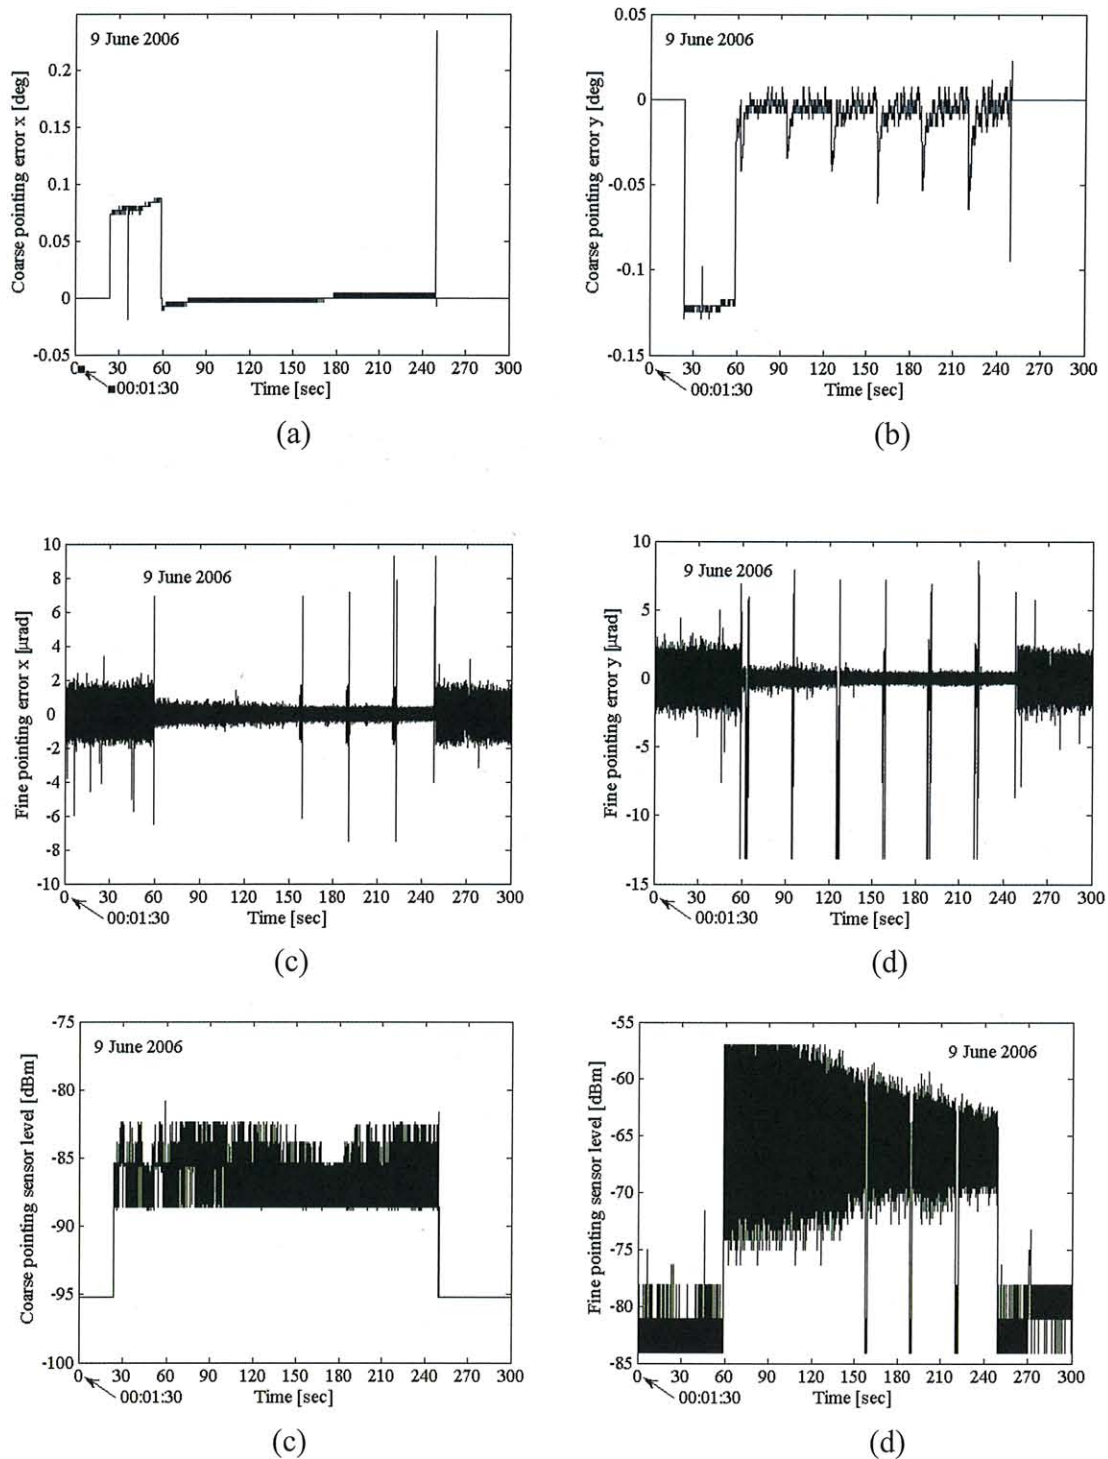 9 June 2006
Coarse pointing error x [deg]
0.2
0.15
0.1
0.05
0
-0.05
0 30 60 90 120 150 180 210 240 270 300
00:01:30
Time [sec]
(a)
9 June 2006
Coarse pointing error y [deg]
0.05
0
-0.05
-0.1
-0.15
0 30 60 90 120 150 180 210 240 270 300
00:01:30
Time [sec]
(b)
9 June 2006
Fine pointing error x [μrad]
10
8
6
4
2
0
-2
-4
-6
-8
-10
0 30 60 90 120 150 180 210 240 270 300
00:01:30
Time [sec]
(c)
9 June 2006
Fine pointing error y [μrad]
10
5
0
-5
-10
-15
0 30 60 90 120 150 180 210 240 270 300
00:01:30
Time [sec]
(d)
9 June 2006
Coarse pointing sensor level [dBm]
-75
-80
-85
-90
-95
-100
0 30 60 90 120 150 180 210 240 270 300
00:01:30
Time [sec]
(c)
9 June 2006
Fine pointing sensor level [dBm]
-55
-60
-65
-70
-75
-80
-85
0 30 60 90 120 150 180 210 240 270 300
00:01:30
Time [sec]
(d)